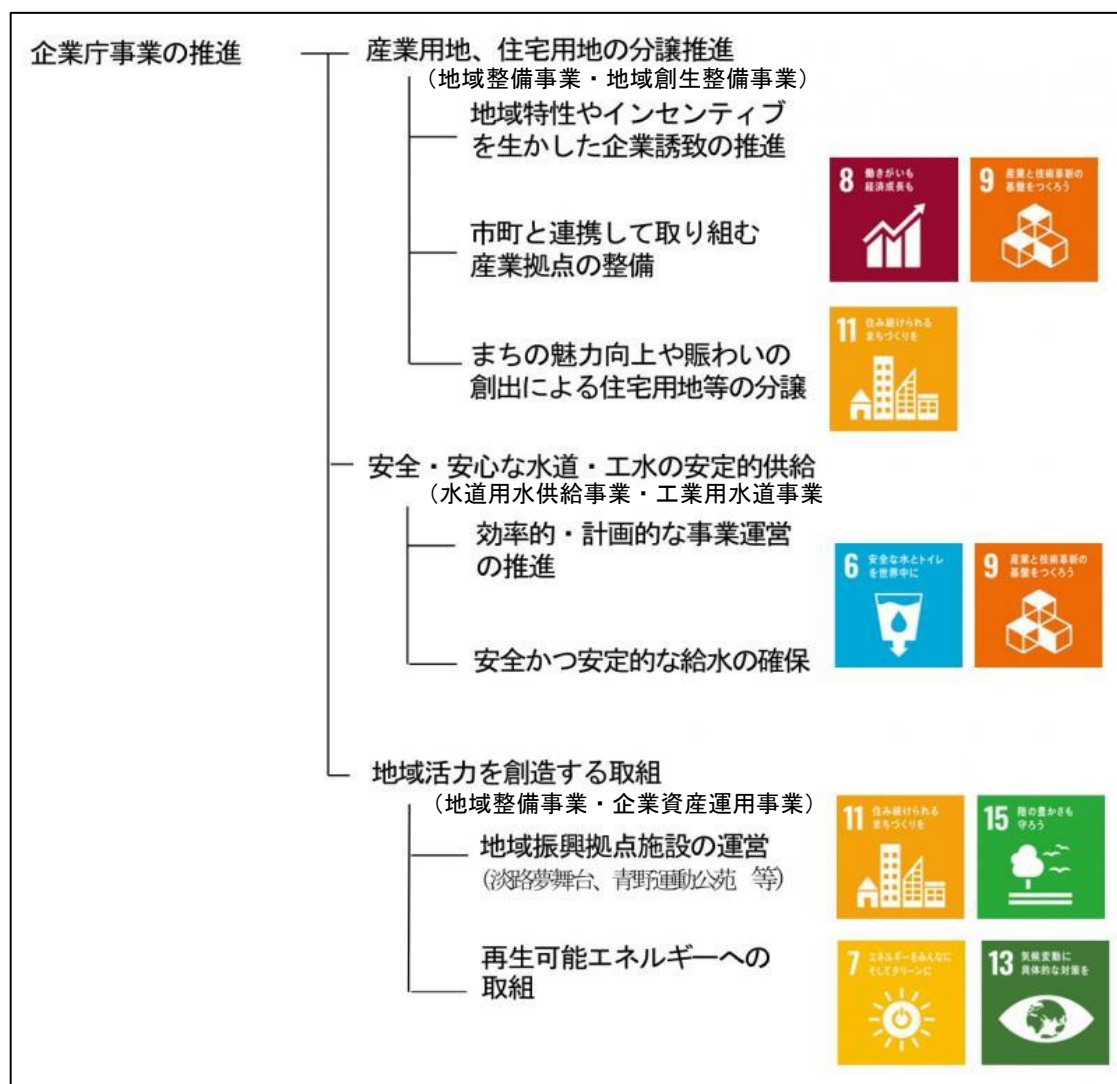 企業庁事業の推進
産業用地、住宅用地の分譲推進
（地域整備事業・地域創生整備事業）
地域特性やインセンティブ
を生かした企業誘致の推進
8 働きがいも
経済成長も
9 産業と技術革新の
基盤をつくろう
市町と連携して取り組む
産業拠点の整備
11 住み続けられる
まちづくりを
まちの魅力向上や賑わいの
創出による住宅用地等の分譲
安全・安心な水道・工水の安定的供給
（水道用水供給事業・工業用水道事業
効率的・計画的な事業運営
の推進
6 安全な水とトイレ
を世界中に
9 産業と技術革新の
基盤をつくろう
安全かつ安定的な給水の確保
地域活力を創造する取組
（地域整備事業・企業資産運用事業）
11 住み続けられる
まちづくりを
15 陸の豊かさも
守ろう
地域振興拠点施設の運営
(淡路夢舞台、青野運動公苑 等)
再生可能エネルギーへの
取組
7 エネルギーをみんなに
そしてクリーンに
13 気候変動に
具体的な対策を